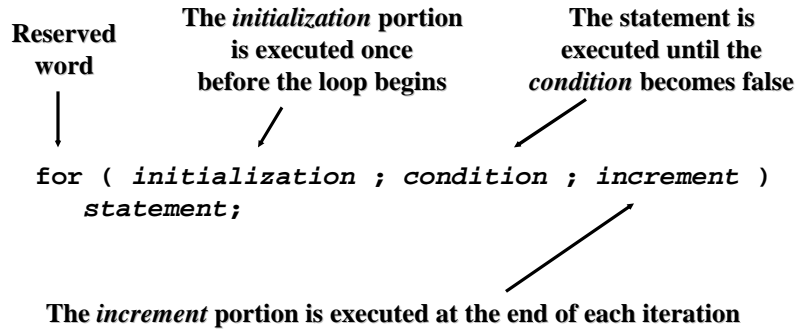 Reserved
word
The initialization portion
is executed once
before the loop begins
The statement is
executed until the
condition becomes false
for ( initialization ; condition ; increment )
statement;
The increment portion is executed at the end of each iteration